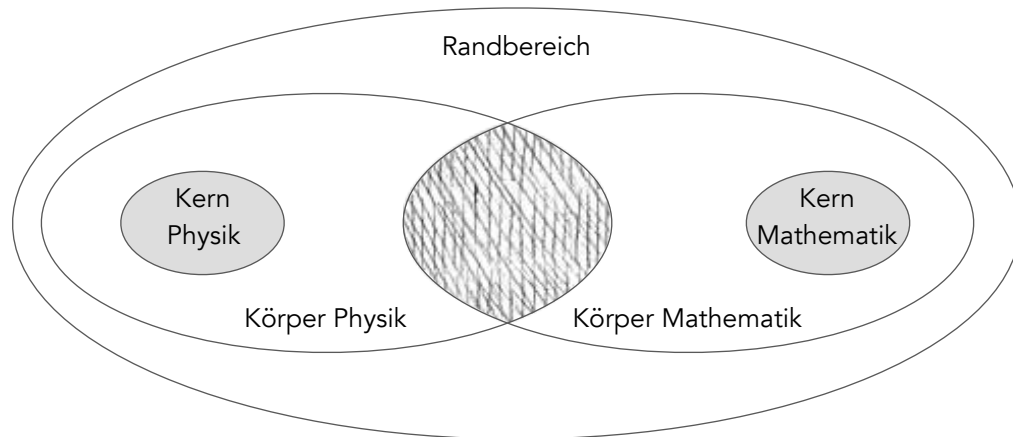 Randbereich
Kern
Physik
Kern
Mathematik
Körper Physik
Körper Mathematik